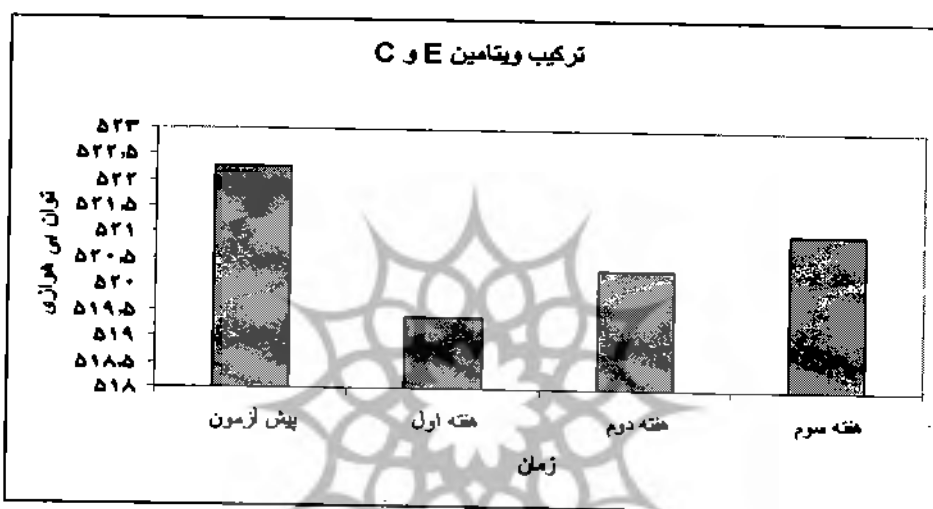 ترکیب ویتامین E و C
توان بی هوازی
۵۲۳
۵۲۲.۵
۵۲۲
۵۲۱.۵
۵۲۱
۵۲۰.۵
۵۲۰
۵۱۹.۵
۵۱۹
۵۱۸.۵
۵۱۸
پیش آزمون
هفته اول
هفته دوم
هفته سوم
زمان